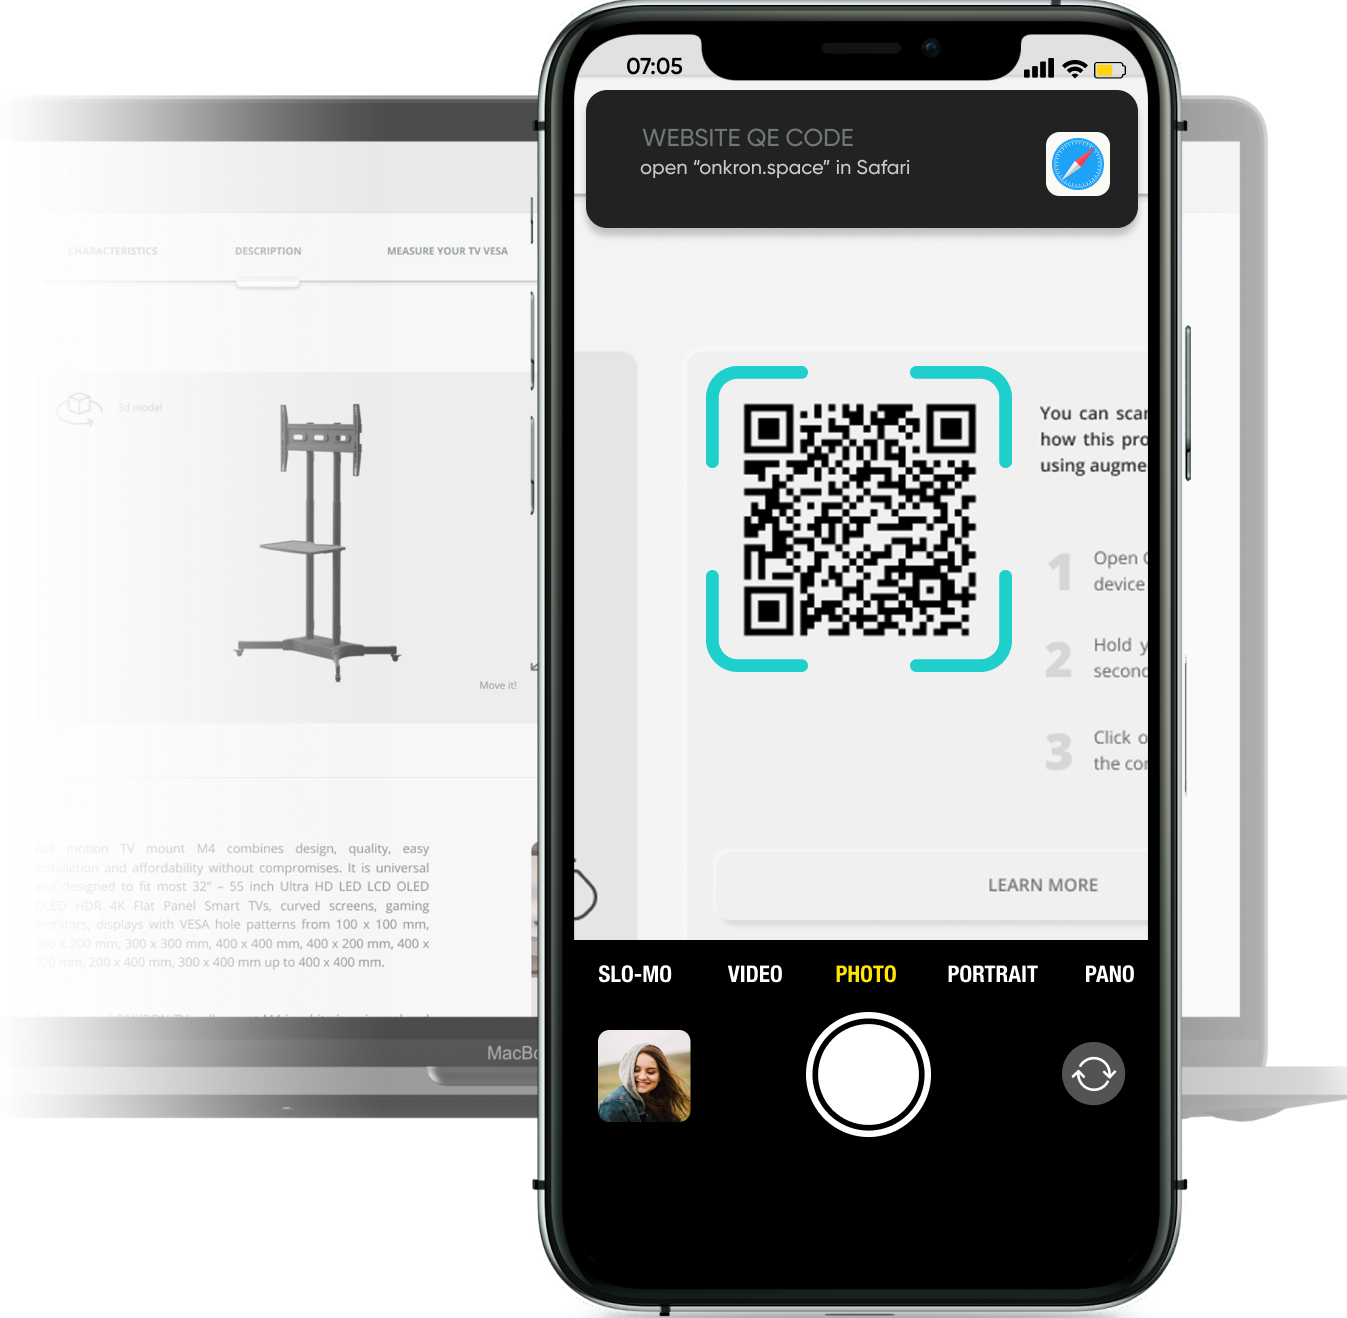 07:05
WEBSITE QE CODE
open “onkron.space” in Safari
CHARACTERISTICS
DESCRIPTION
MEASURE YOUR TV VESA
3d model
Move it!
You can scan
how this pro
using augme
1 Open
device
2 Hold y
second
3 Click o
the cor
LEARN MORE
Full motion TV mount M4 combines design, quality, easy
installation and affordability without compromises. It is universal
and designed to fit most 32" – 55 inch Ultra HD LED LCD OLED
QLED HDR 4K Flat Panel Smart TVs, curved screens, gaming
monitors, displays with VESA hole patterns from 100 x 100 mm,
200 x 200 mm, 300 x 300 mm, 400 x 400 mm, 400 x 200 mm, 400 x
300 mm, 200 x 400 mm, 300 x 400 mm up to 400 x 400 mm.
MacBo
SLO-MO
VIDEO
PHOTO
PORTRAIT
PANO